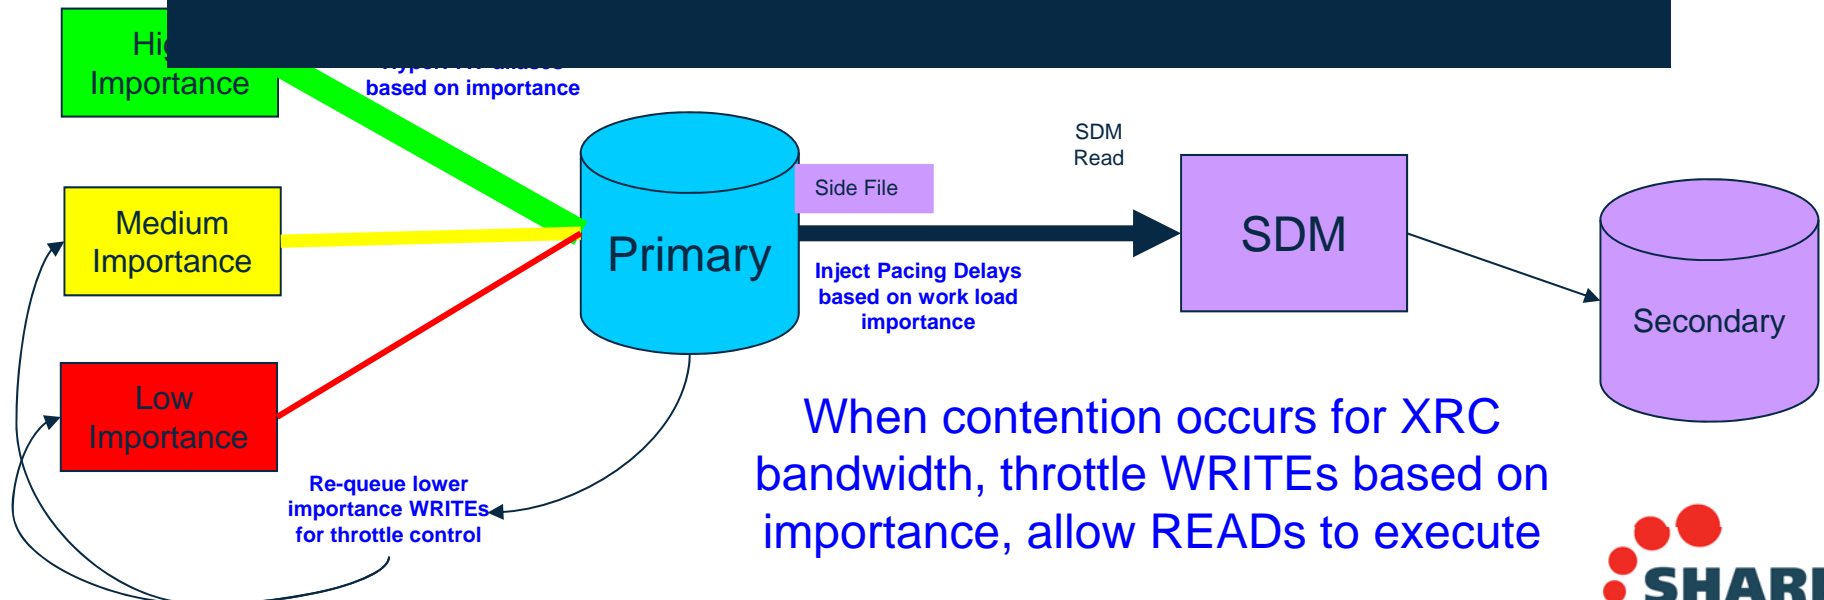 Importance
based on importance
Medium
Importance
Low
Importance
Re-queue lower
importance WRITEs
for throttle control
Primary
Side File
Inject Pacing Delays
based on work load
importance
SDM
Read
SDM
Secondary
When contention occurs for XRC
bandwidth, throttle WRITEs based on
importance, allow READs to execute